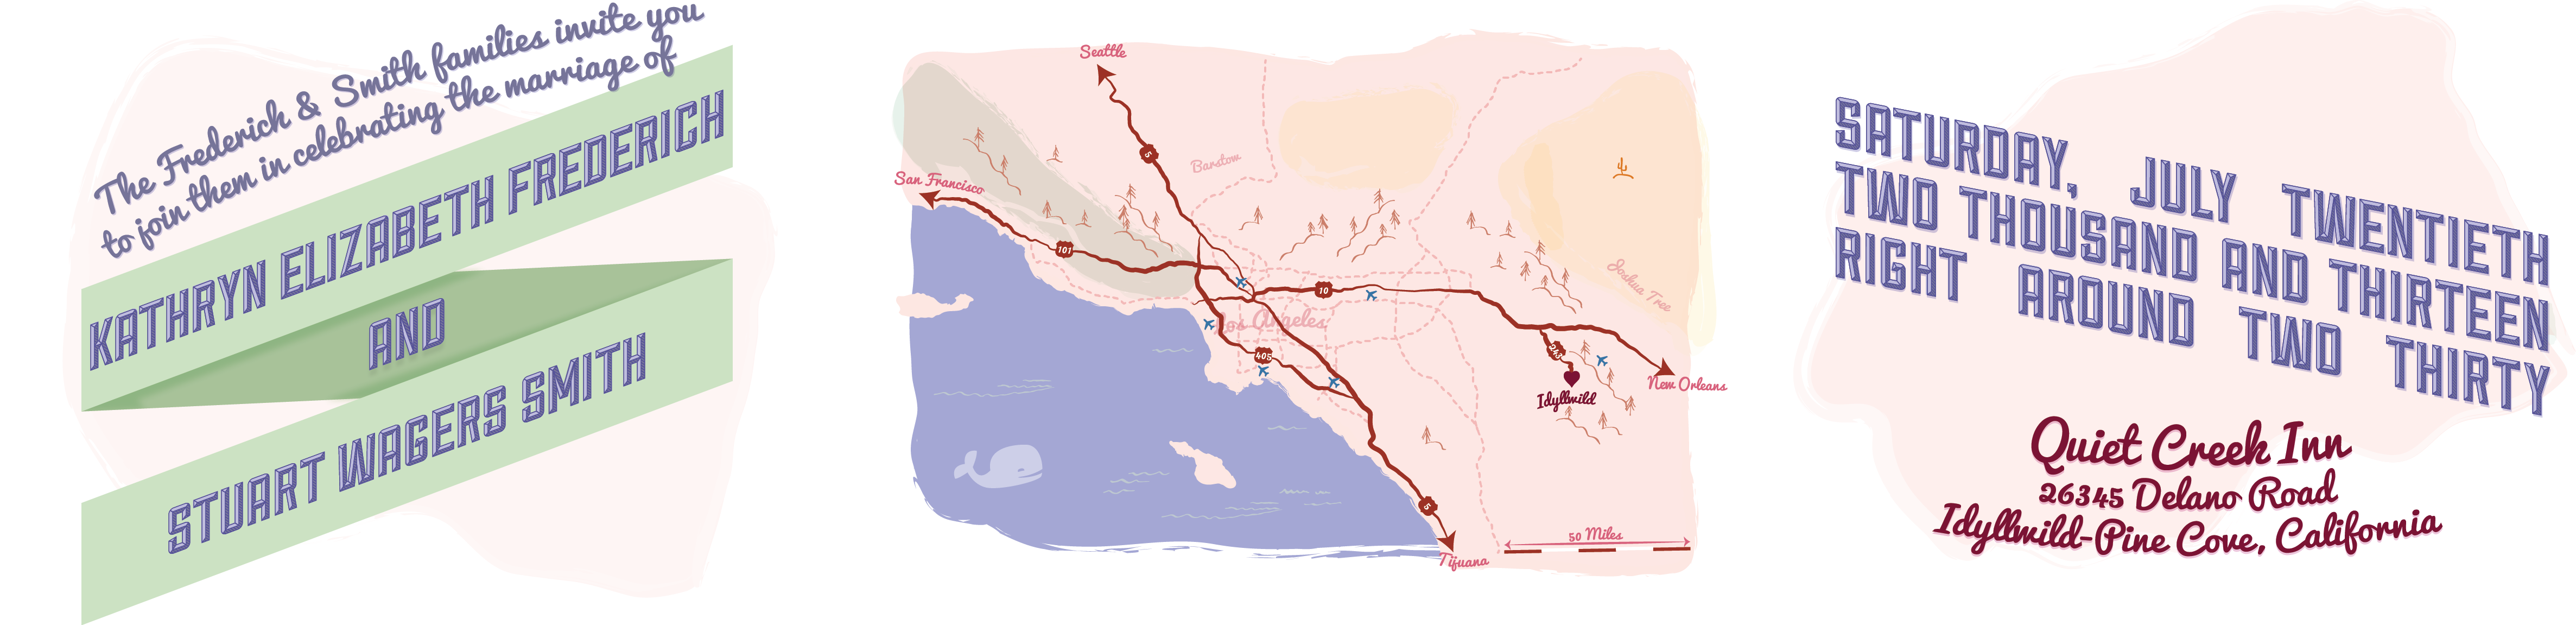 The Frederich & Smith families invite you
to join them in celebrating the marriage of
KATHRYN ELIZABETH FREDERICH
AND
STUART WAGERS SMITH
Seattle
5
Barstow
San Francisco
101
Joshua Tree
10
Los Angeles
405
243
New Orleans
Idyllwild
5
50 Miles
Tijuana
SATURDAY, JULY TWENTIETH
TWO THOUSAND AND THIRTEEN
RIGHT AROUND TWO THIRTY
Quiet Creek Inn
26345 Delano Road
Idyllwild-Pine Cove, California